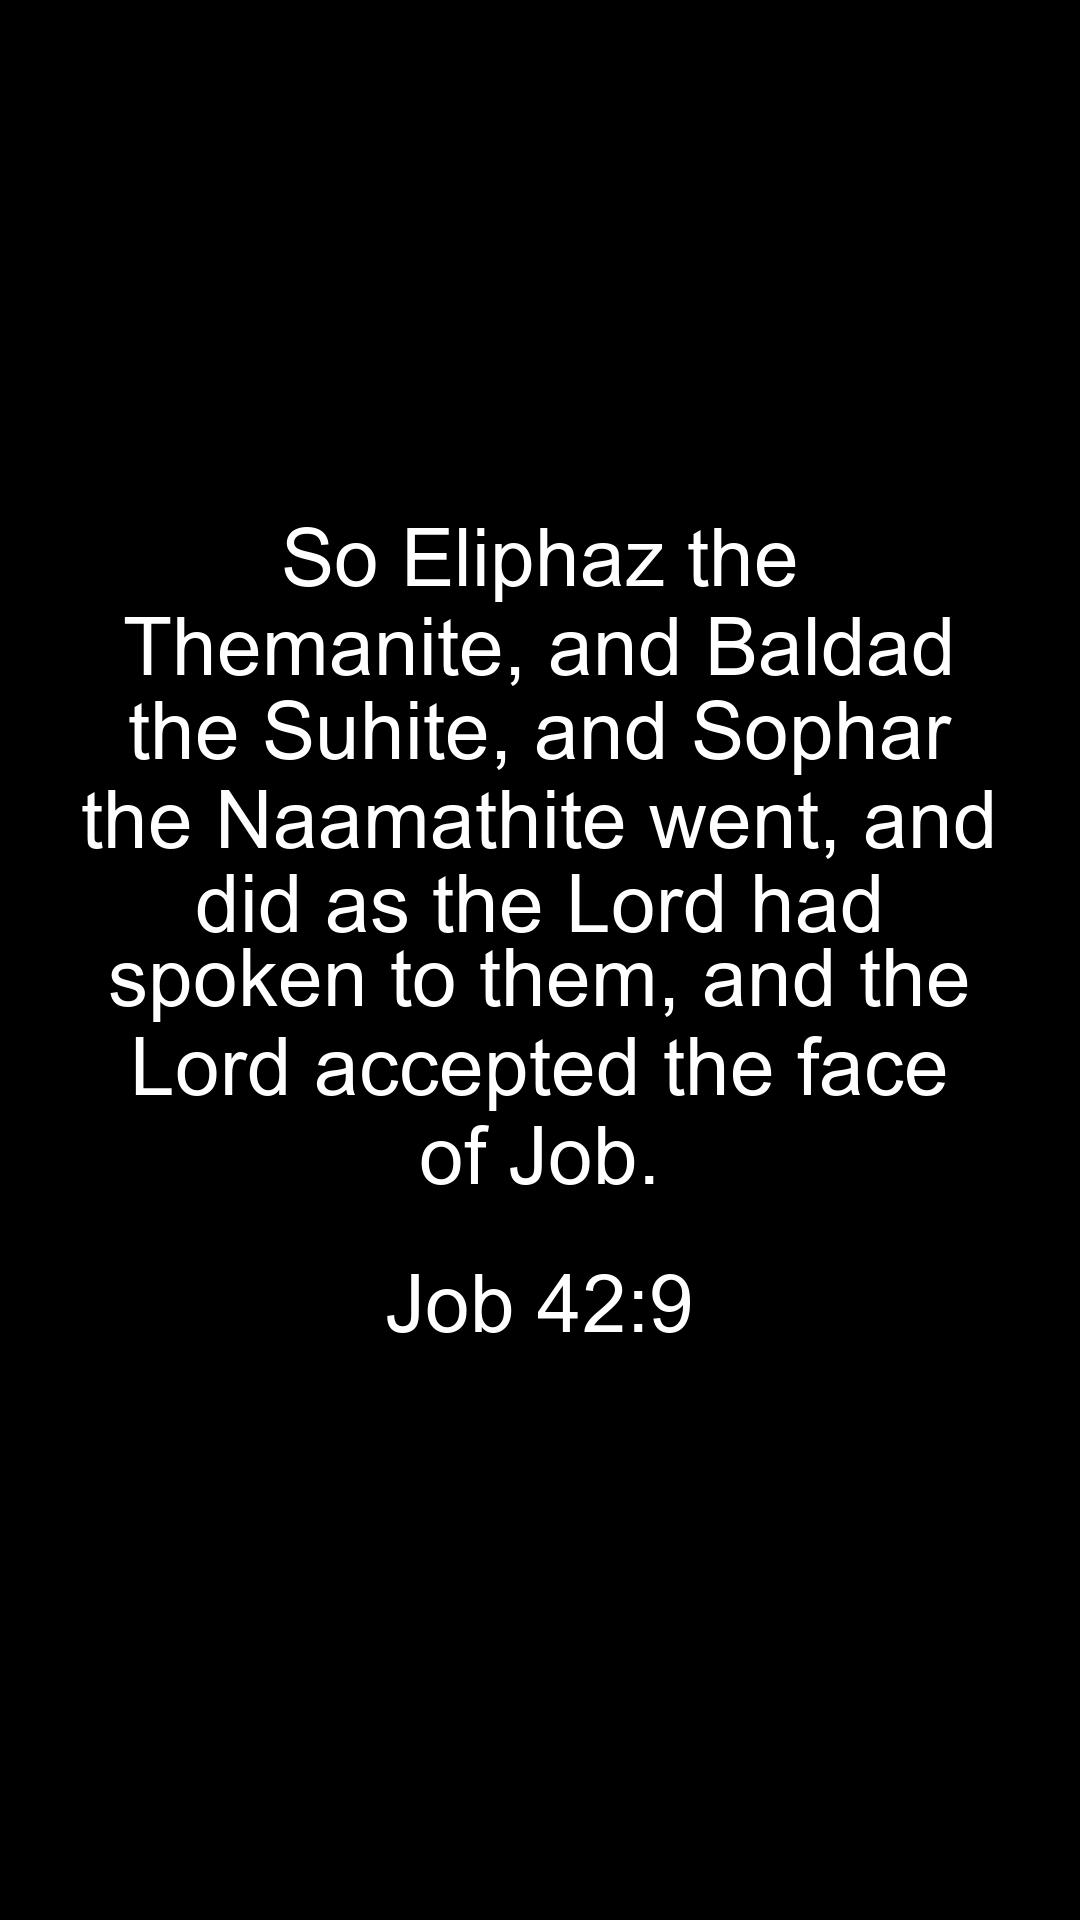 So Eliphaz the
Themanite, and Baldad
the Suhite, and Sophar
the Naamathite went, and
did as the Lord had
spoken to them, and the
Lord accepted the face
of Job.
Job 42:9